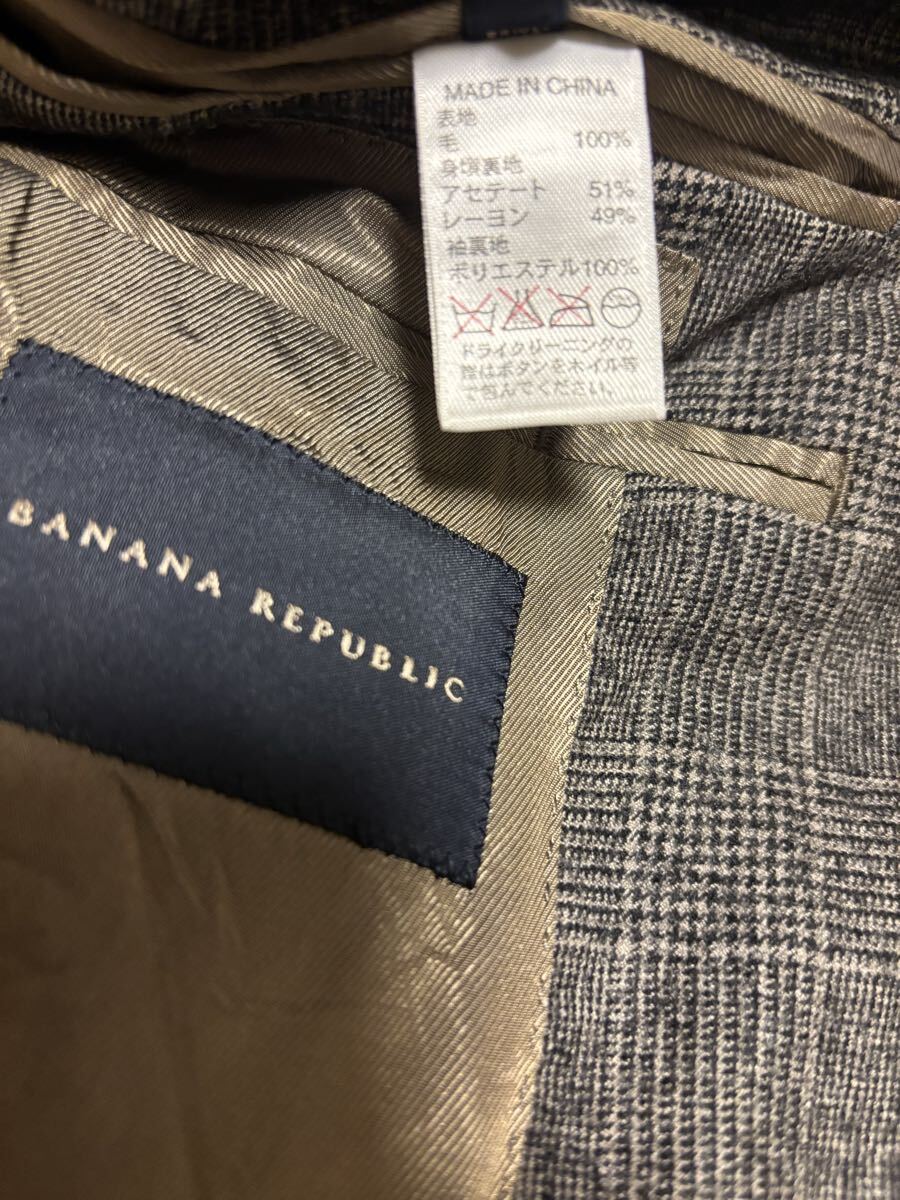 MADE IN CHINA
表地
毛 100%
身頃裏地
アセテート 51%
レーヨン 49%
袖裏地
ポリエステル100%
ドライクリーニングの
際はボタンをホイル等
で包んでください。
BANANA REPUBLIC